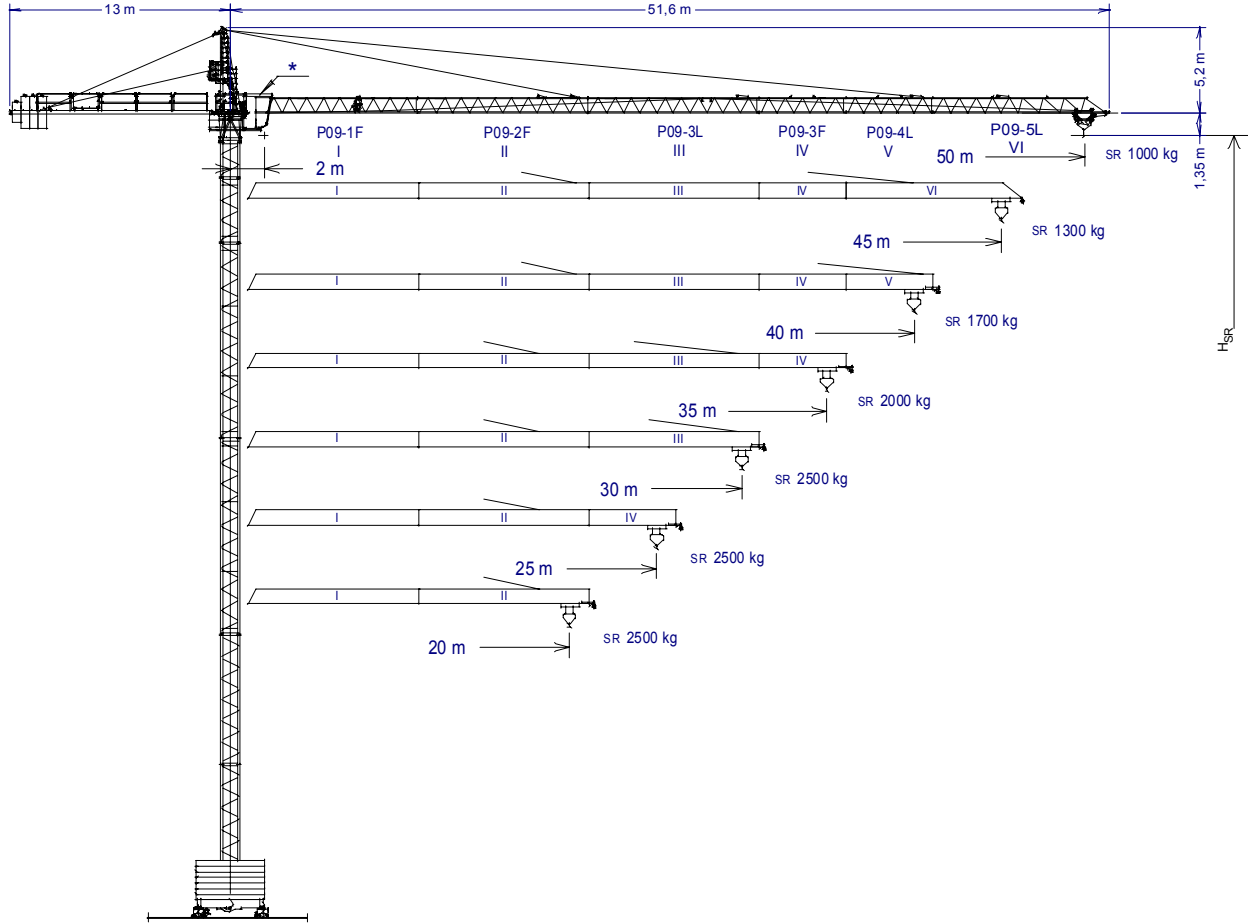 13 m
51,6 m
5,2 m
*
P09-1F
P09-2F
P09-3L
P09-3F
P09-4L
P09-5L
I
II
III
IV
V
VI
50 m
SR 1000 kg
1,35 m
2 m
I
II
III
IV
VI
45 m
SR 1300 kg
I
II
III
IV
V
40 m
SR 1700 kg
HSR
I
II
III
IV
35 m
SR 2000 kg
I
II
III
30 m
SR 2500 kg
I
II
IV
25 m
SR 2500 kg
I
II
20 m
SR 2500 kg